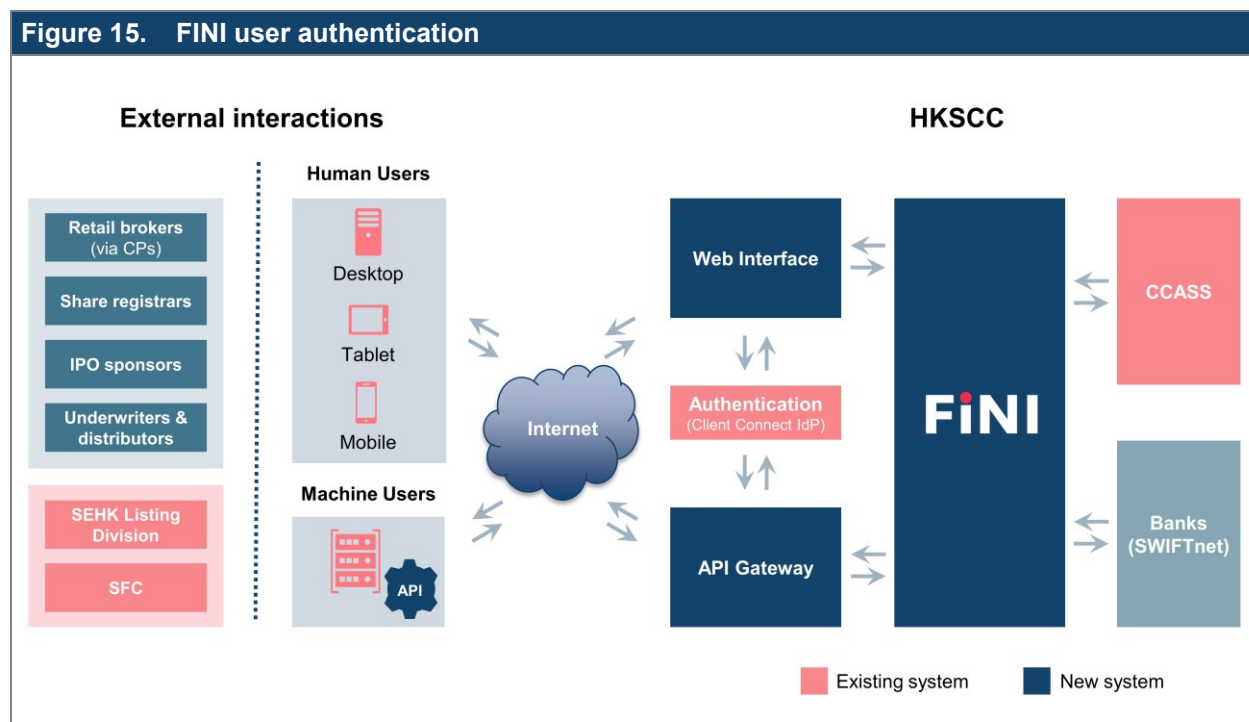 Figure 15. FINI user authentication
External interactions
HKSCC
Human Users
Retail brokers
(via CPs)
Share registrars
IPO sponsors
Underwriters &
distributors
SEHK Listing
Division
SFC
Desktop
Tablet
Mobile
Machine Users
API
Internet
Web Interface
Authentication
(Client Connect IdP)
API Gateway
FiNI
CCASS
Banks
(SWIFTnet)
Existing system
New system